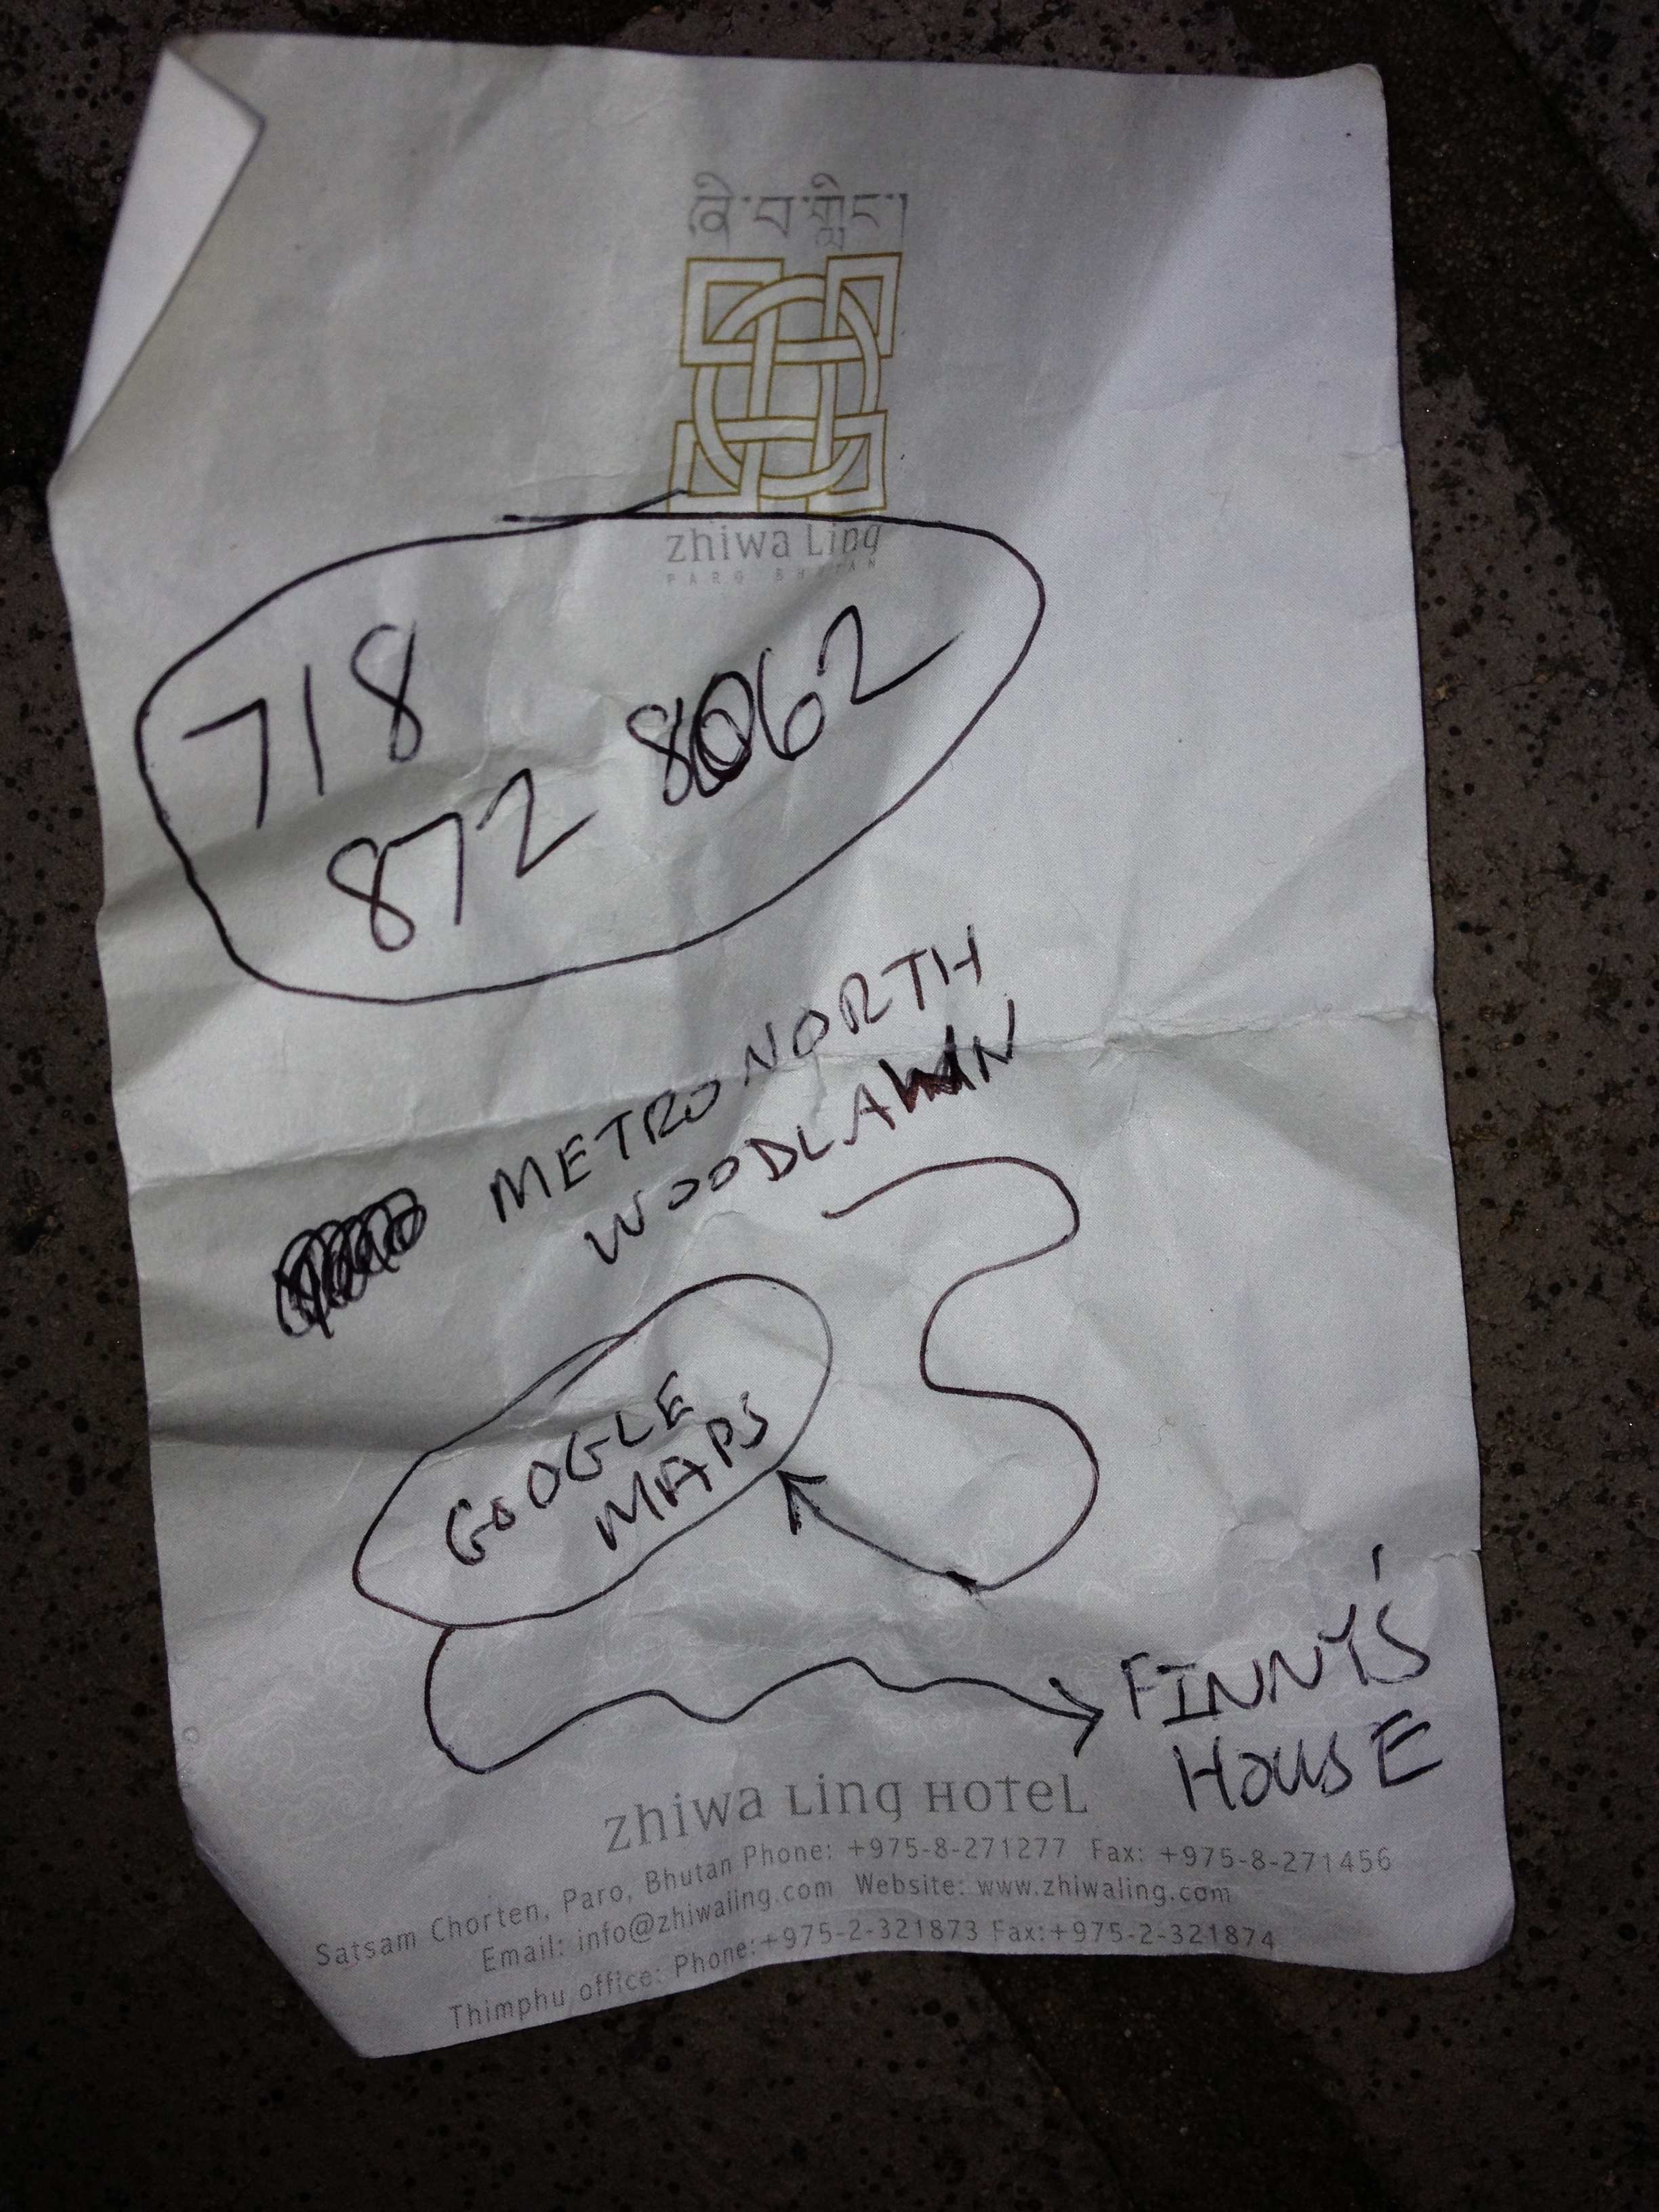 ཞི་བ་གླིང་།
zhiwa Ling
PARO BHUTAN
718
872 8062
METRO NORTH
WOODLAWN
GOOGLE
MAPS
FINNY'S
HOUSE
zhiwa Ling HOTEL
Satsam Chorten, Paro, Bhutan Phone: +975-8-271277 Fax: +975-8-271456
Email: info@zhiwaling.com Website: www.zhiwaling.com
Thimphu office: Phone:+975-2-321873 Fax:+975-2-321874